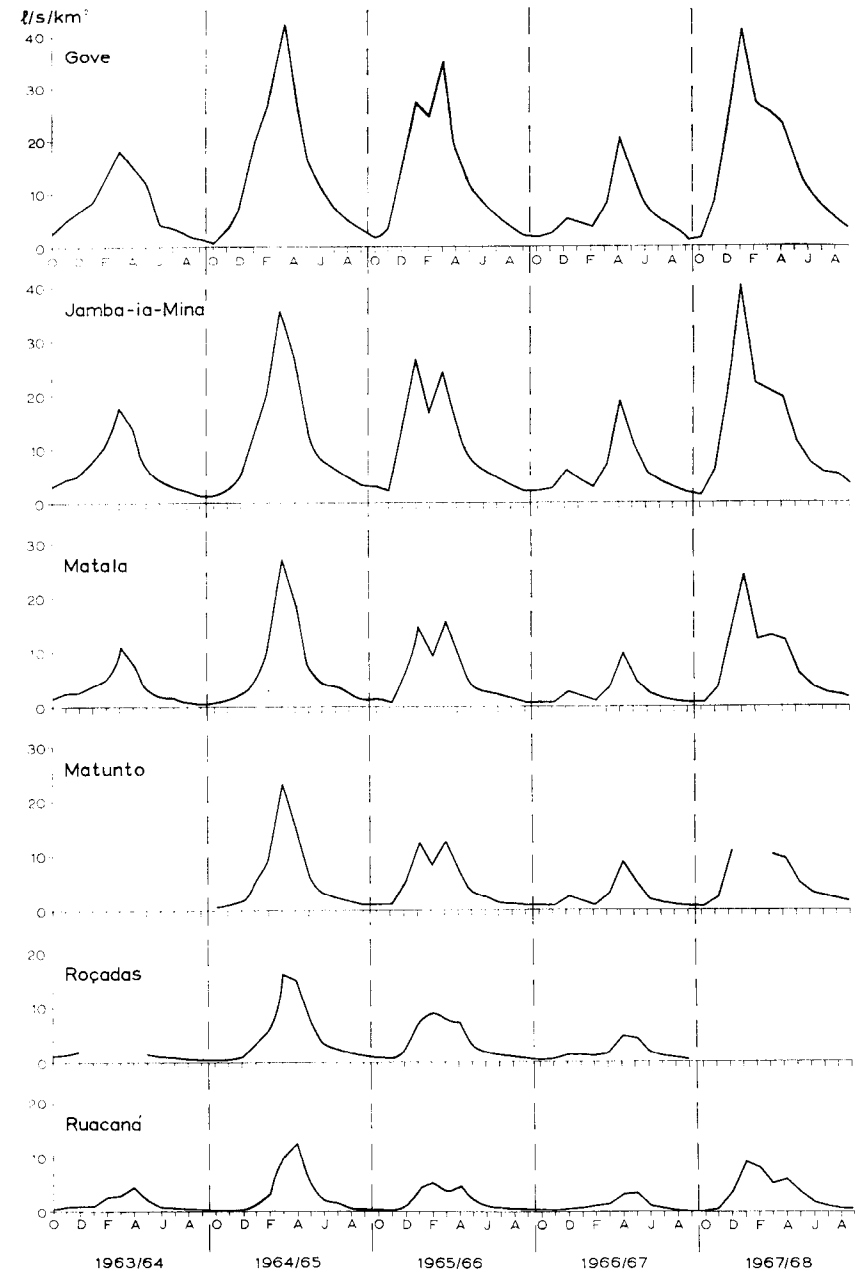 ℓ/s/km²
Gove
40
30
20
10
0
O D F A J A O D F A J A O D F A J A O D F A J A O D F A J A
Jamba-ia-Mina
40
30
20
10
0
Matala
30
20
10
0
Matunto
30
20
10
0
Roçadas
20
10
0
Ruacaná
20
10
0
O D F A J A O D F A J A O D F A J A O D F A J A O D F A J A
1963/64 1964/65 1965/66 1966/67 1967/68